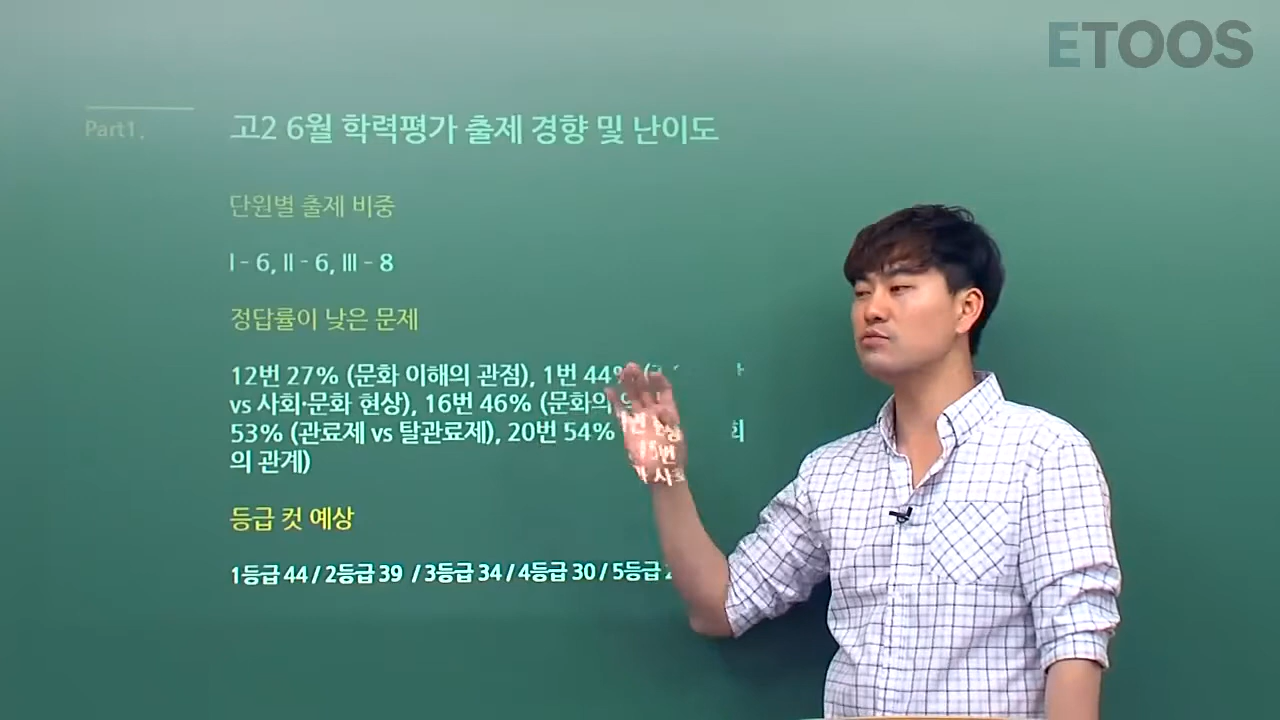 ETOOS
Part1.
고2 6월 학력평가 출제 경향 및 난이도
단원별 출제 비중
I - 6, II - 6, III - 8
정답률이 낮은 문제
12번 27% (문화 이해의 관점), 1번 44%
vs 사회·문화 현상), 16번 46% (문화의
53% (관료제 vs 탈관료제), 20번 54% 회
의 관계)
등급 컷 예상
1등급 44 / 2등급 39 / 3등급 34 / 4등급 30 / 5등급